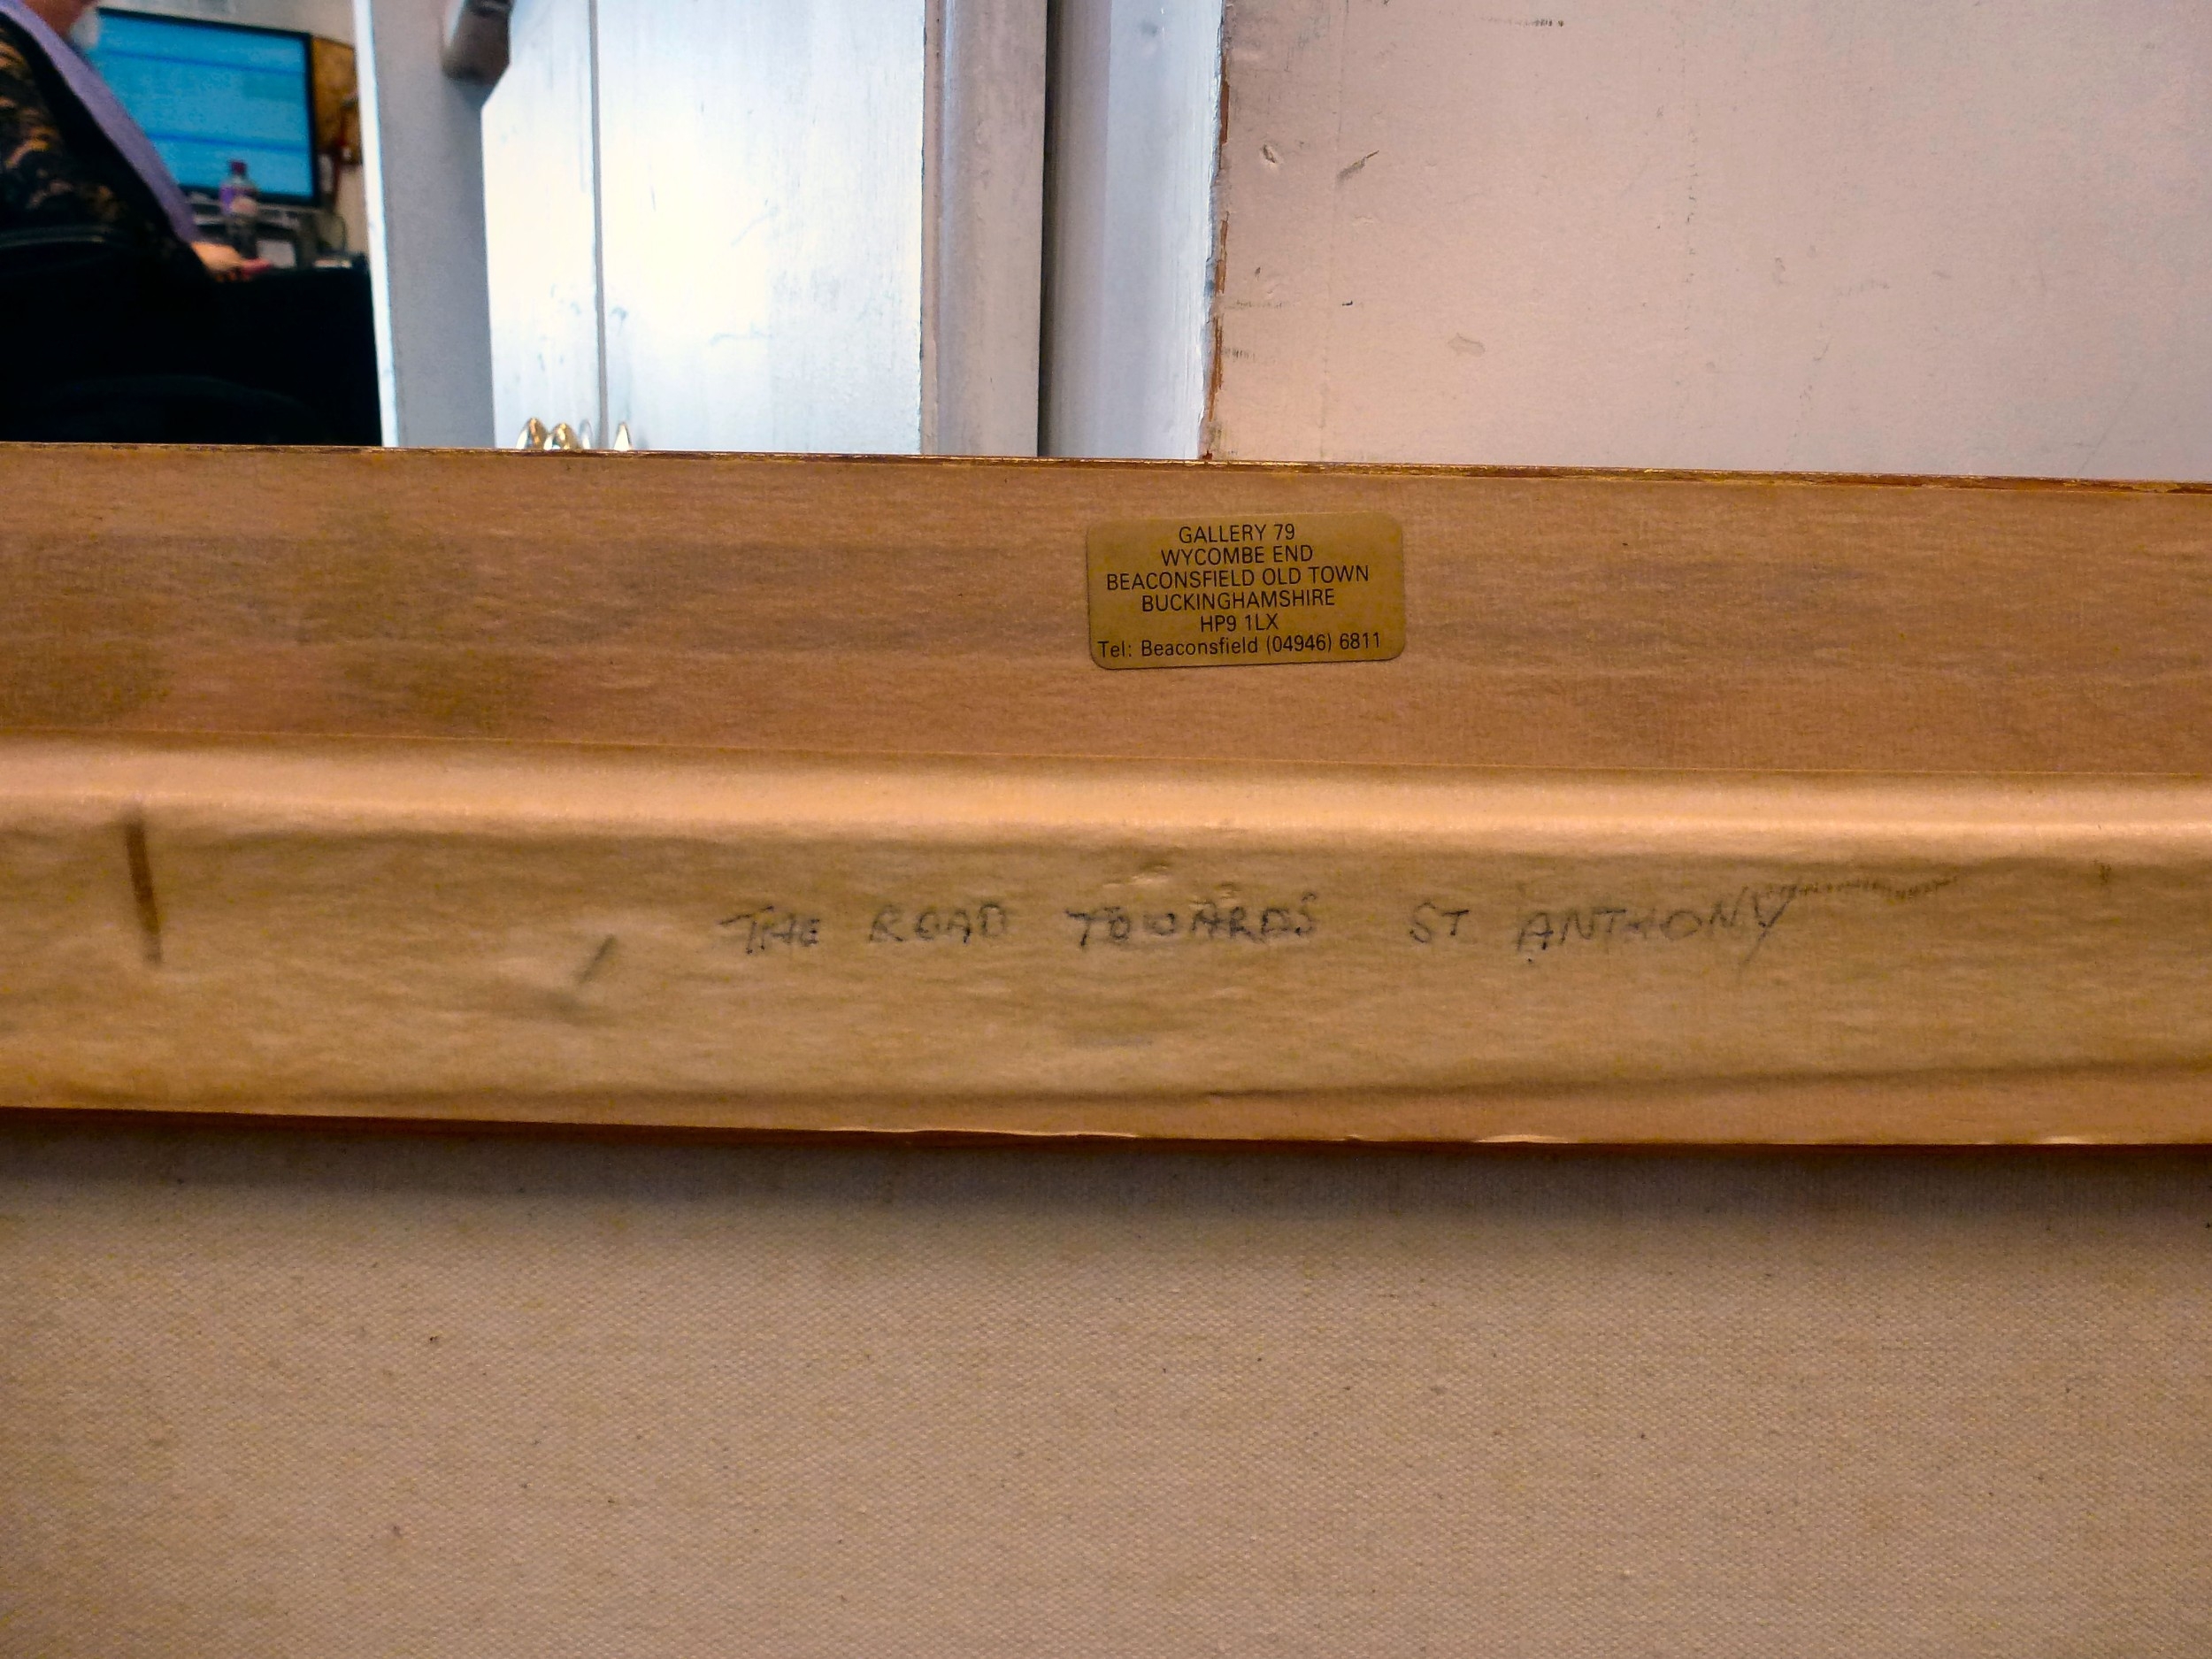 GALLERY 79
WYCOMBE END
BEACONSFIELD OLD TOWN
BUCKINGHAMSHIRE
HP9 1LX
Tel: Beaconsfield (04946) 6811
THE ROAD TOWARDS ST ANTHONY